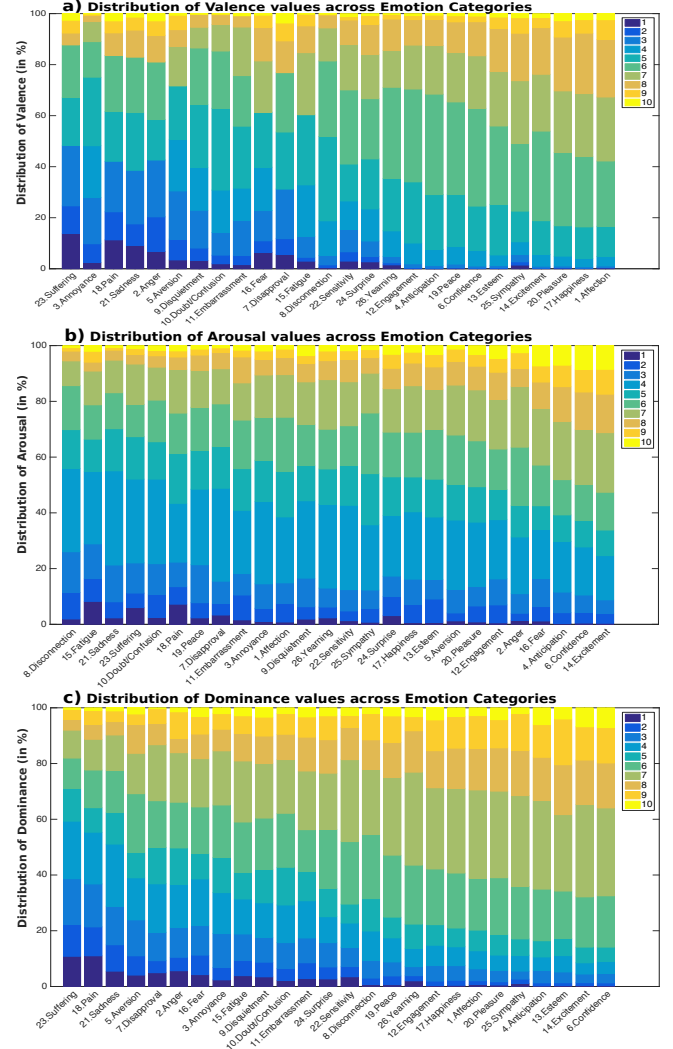 a) Distribution of Valence values across Emotion Categories
Distribution of Valence values (in %)
100
80
60
40
20
0
1
2
3
4
5
6
7
8
9
10
23.Suffering
3.Annoyance
18.Pain
21.Sadness
2.Anger
5.Aversion
9.Disquietment
10.Doubt/Confusion
11.Embarrassment
16.Fear
7.Disapproval
15.Fatigue
8.Disconnection
22.Sensitivity
24.Surprise
26.Yearning
12.Engagement
4.Anticipation
19.Peace
6.Confidence
13.Esteem
25.Sympathy
14.Excitement
20.Pleasure
17.Happiness
1.Affection
b) Distribution of Arousal values across Emotion Categories
Distribution of Arousal values (in %)
100
80
60
40
20
0
1
2
3
4
5
6
7
8
9
10
8.Disconnection
15.Fatigue
21.Sadness
23.Suffering
10.Doubt/Confusion
18.Pain
19.Peace
7.Disapproval
11.Embarrassment
3.Annoyance
1.Affection
9.Disquietment
26.Yearning
22.Sensitivity
25.Sympathy
24.Surprise
17.Happiness
13.Esteem
5.Aversion
20.Pleasure
12.Engagement
2.Anger
16.Fear
4.Anticipation
6.Confidence
14.Excitement
c) Distribution of Dominance values across Emotion Categories
Distribution of Dominance values (in %)
100
80
60
40
20
0
1
2
3
4
5
6
7
8
9
10
23.Suffering
18.Pain
21.Sadness
5.Aversion
7.Disapproval
2.Anger
16.Fear
3.Annoyance
15.Fatigue
9.Disquietment
10.Doubt/Confusion
11.Embarrassment
24.Surprise
22.Sensitivity
8.Disconnection
19.Peace
26.Yearning
12.Engagement
17.Happiness
1.Affection
20.Pleasure
25.Sympathy
4.Anticipation
13.Esteem
14.Excitement
6.Confidence